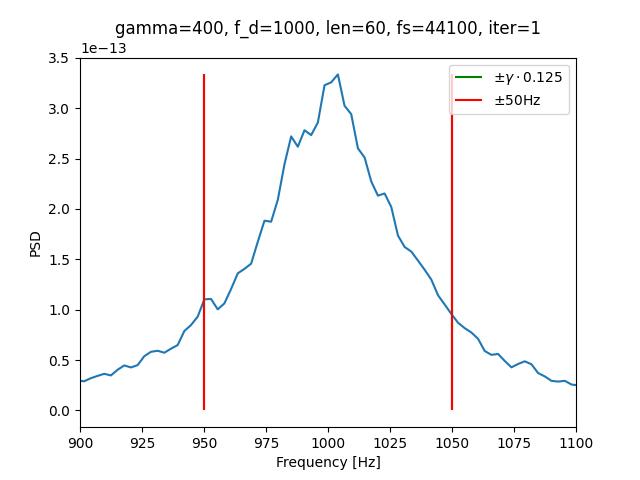 gamma=400, f_d=1000, len=60, fs=44100, iter=1
1e−13
±γ · 0.125
±50Hz
3.5
3.0
2.5
2.0
1.5
1.0
0.5
0.0
PSD
900 925 950 975 1000 1025 1050 1075 1100
Frequency [Hz]